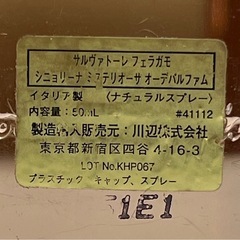 サルヴァトーレ フェラガモ
シニョリーナ ミステリオーサ オーデパルファム
イタリア製 〈ナチュラルスプレー〉
内容量：50mL #41112
製造輸入販売元：川辺株式会社
東京都新宿区四谷 4-16-3
LOT No.KHP067
プラスチック キャップ、スプレー
1E1